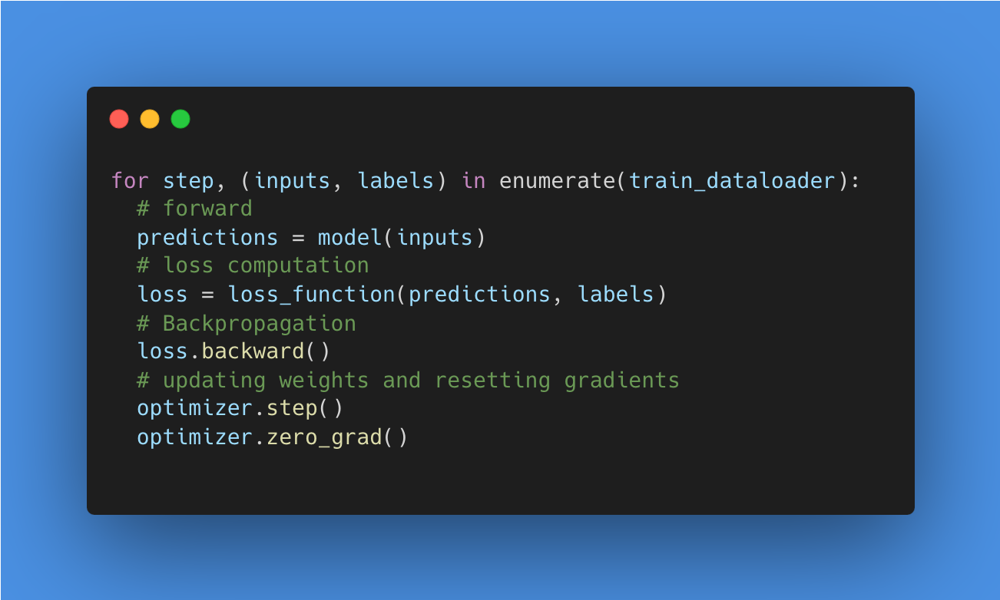 for step, (inputs, labels) in enumerate(train_dataloader):
  # forward
  predictions = model(inputs)
  # loss computation
  loss = loss_function(predictions, labels)
  # Backpropagation
  loss.backward()
  # updating weights and resetting gradients
  optimizer.step()
  optimizer.zero_grad()